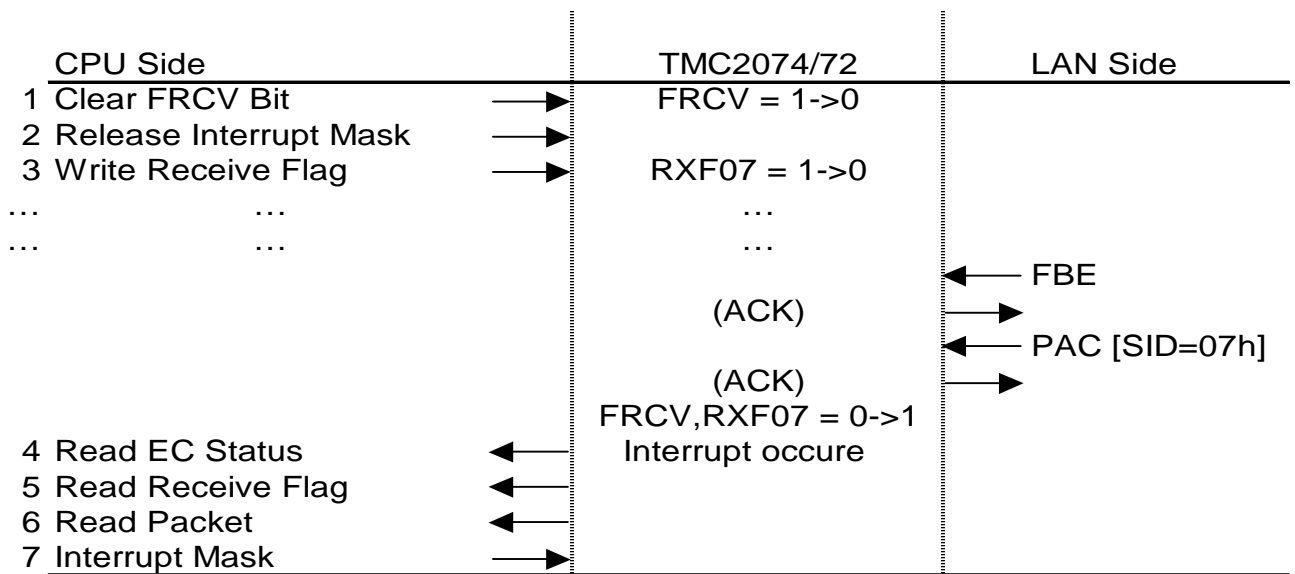 CPU Side TMC2074/72 LAN Side
1 Clear FRCV Bit FRCV = 1->0
2 Release Interrupt Mask
3 Write Receive Flag RXF07 = 1->0
... ... ...
... ... ...
FBE
(ACK)
PAC [SID=07h]
(ACK)
FRCV,RXF07 = 0->1
4 Read EC Status Interrupt occure
5 Read Receive Flag
6 Read Packet
7 Interrupt Mask